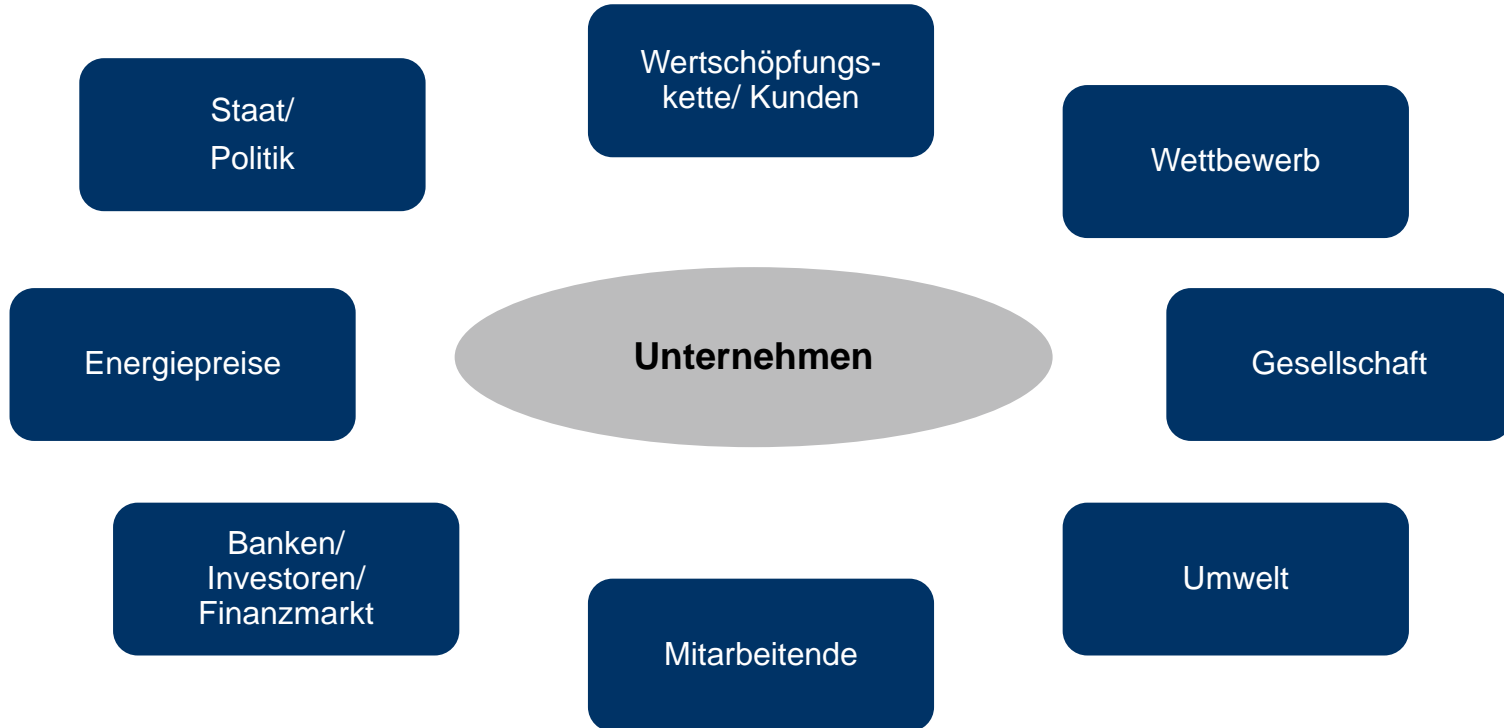 Wertschöpfungs-
kette/ Kunden
Staat/
Politik
Wettbewerb
Energiepreise
Unternehmen
Gesellschaft
Banken/
Investoren/
Finanzmarkt
Umwelt
Mitarbeitende